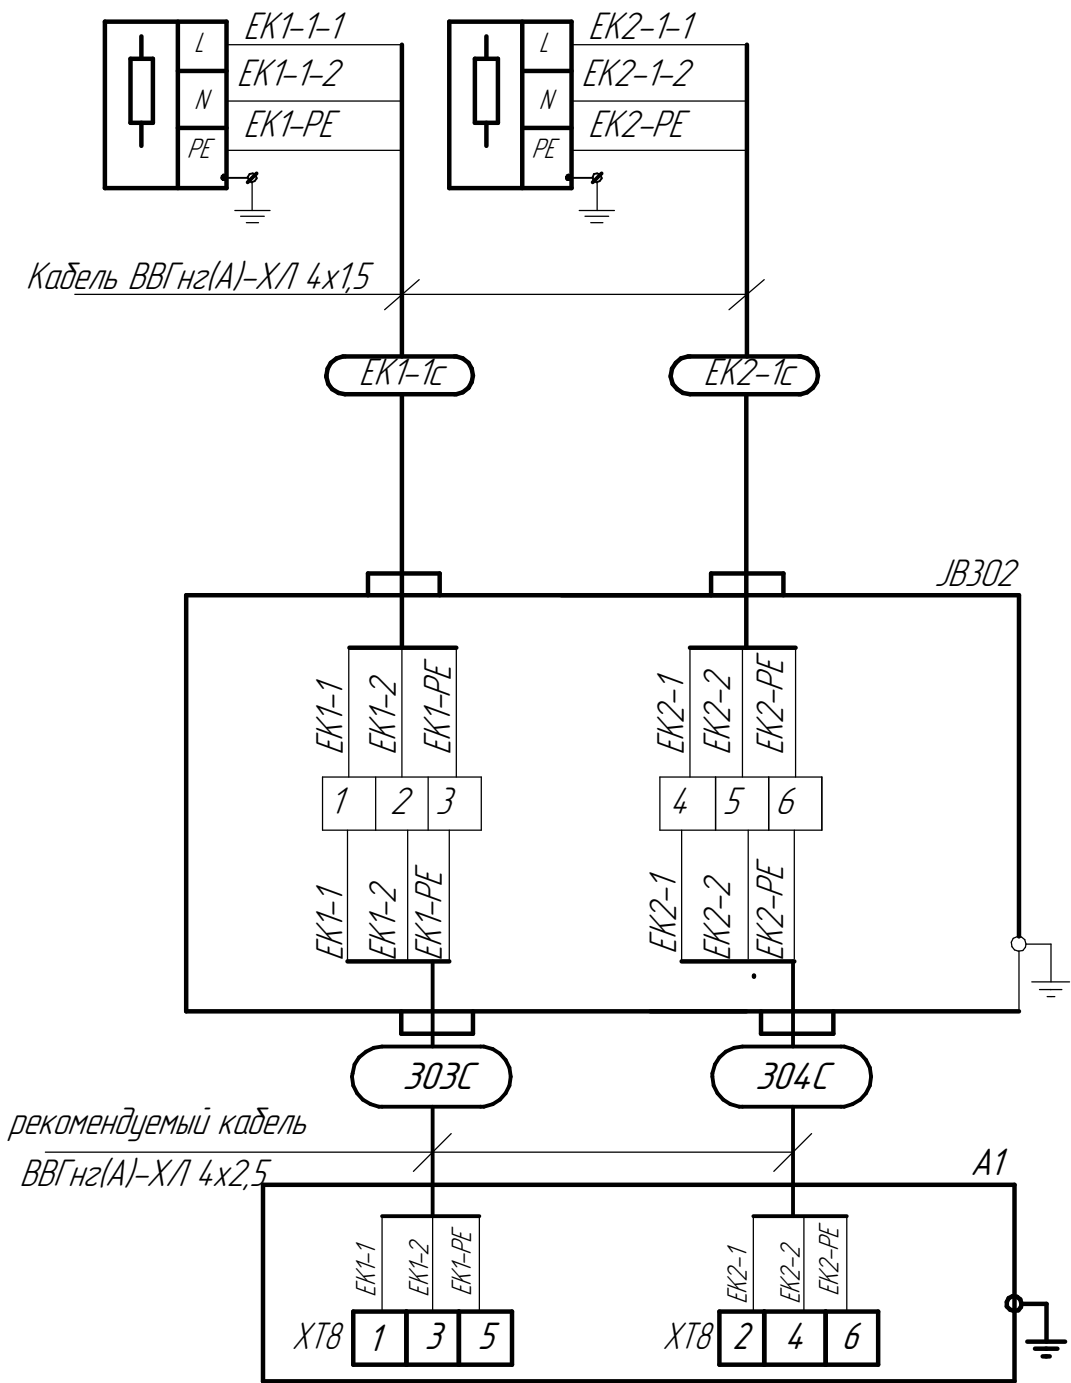 L EK1-1-1
N EK1-1-2
PE EK1-PE
L EK2-1-1
N EK2-1-2
PE EK2-PE
Кабель ВВГнг(А)-ХЛ 4х1,5
EK1-1c EK2-1c
JB302
EK1-1 EK1-2 EK1-PE
EK2-1 EK2-2 EK2-PE
1 2 3
4 5 6
EK1-1 EK1-2 EK1-PE
EK2-1 EK2-2 EK2-PE
303С 304С
рекомендуемый кабель
ВВГнг(А)-ХЛ 4х2,5
А1
EK1-1 EK1-2 EK1-PE
EK2-1 EK2-2 EK2-PE
XT8 1 3 5
XT8 2 4 6